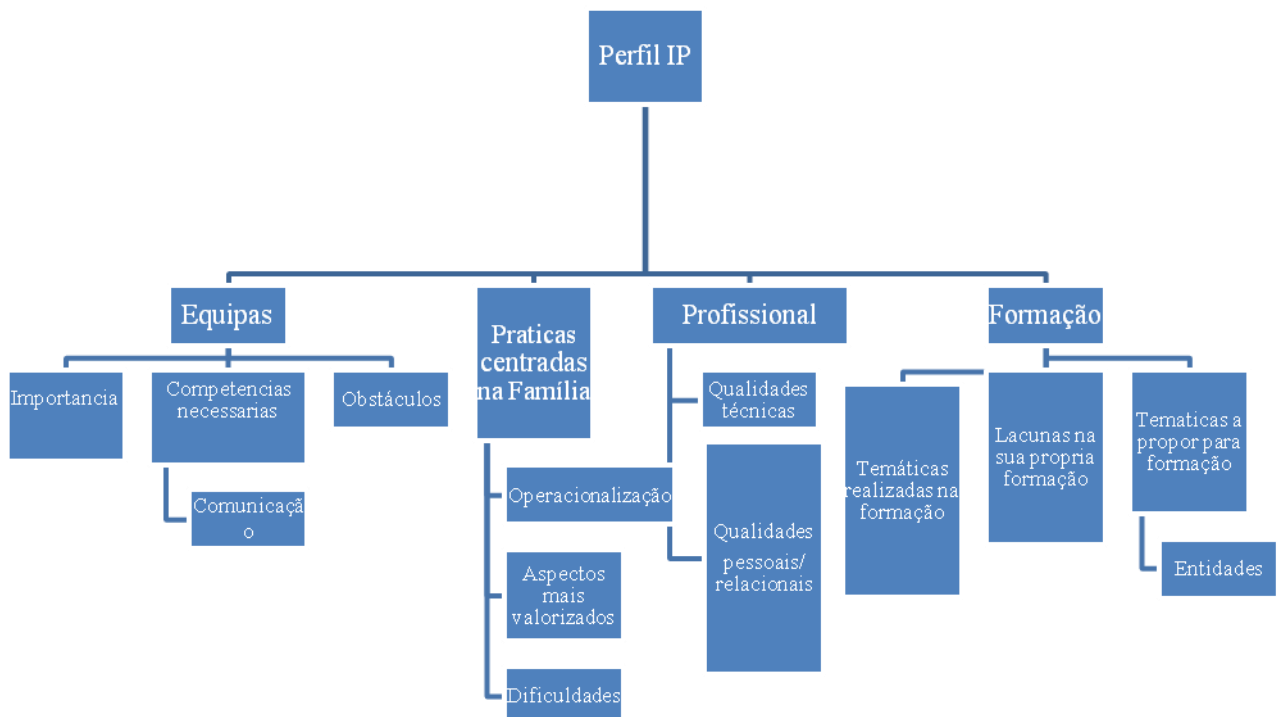 Perfil IP
Equipas
Importancia
Competencias
necessarias
Comunicaçã
o
Obstáculos
Praticas
centradas
na Família
Operacionalização
Aspectos
mais
valorizados
Dificuldades
Profissional
Qualidades
técnicas
Qualidades
pessoais/
relacionais
Formação
Temáticas
realizadas na
formação
Lacunas na
sua propria
formação
Tematicas a
propor para
formação
Entidades